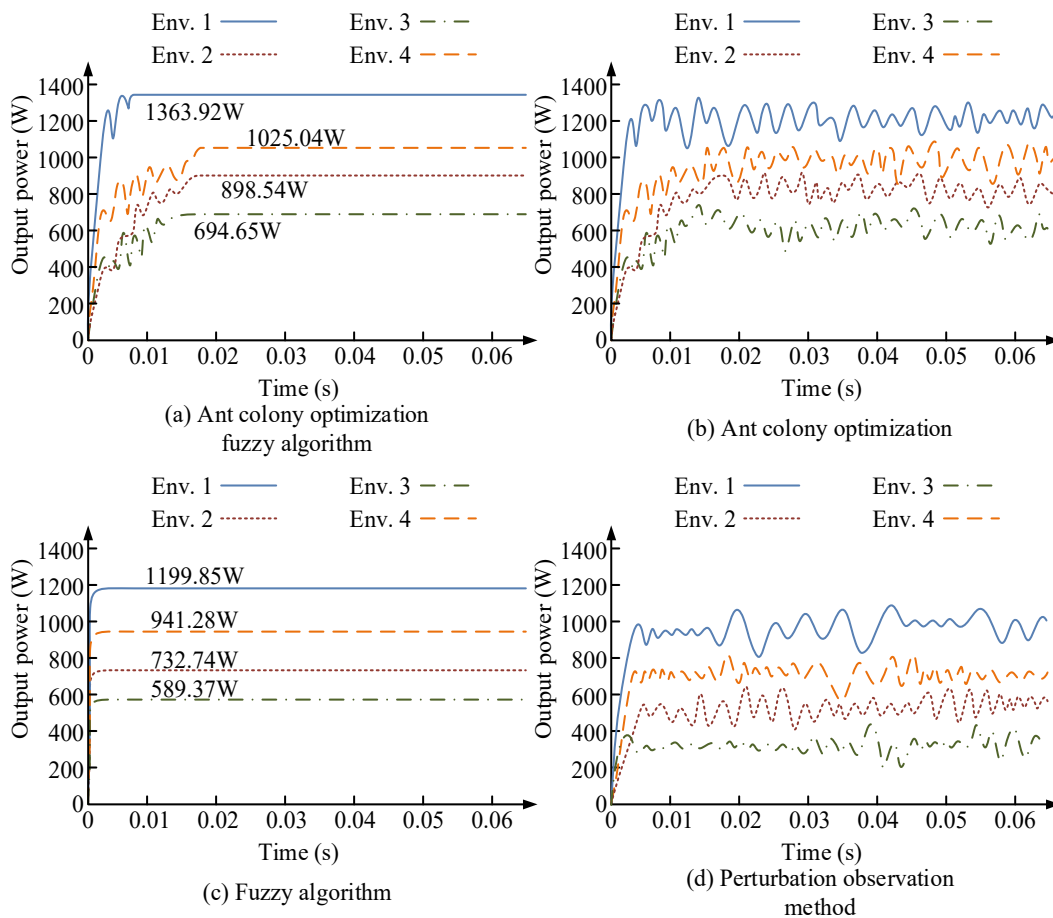 Env. 1
Env. 3
Env. 2
Env. 4
Output power (W)
1400
1200
1000
800
600
400
200
0
1363.92W
1025.04W
898.54W
694.65W
0
0.01
0.02
0.03
0.04
0.05
0.06
Time (s)
(a) Ant colony optimization
fuzzy algorithm
Env. 1
Env. 3
Env. 2
Env. 4
Output power (W)
1400
1200
1000
800
600
400
200
0
0
0.01
0.02
0.03
0.04
0.05
0.06
Time (s)
(b) Ant colony optimization
Env. 1
Env. 3
Env. 2
Env. 4
Output power (W)
1400
1200
1000
800
600
400
200
0
1199.85W
941.28W
732.74W
589.37W
0
0.01
0.02
0.03
0.04
0.05
0.06
Time (s)
(c) Fuzzy algorithm
Env. 1
Env. 3
Env. 2
Env. 4
Output power (W)
1400
1200
1000
800
600
400
200
0
0
0.01
0.02
0.03
0.04
0.05
0.06
Time (s)
(d) Perturbation observation
method